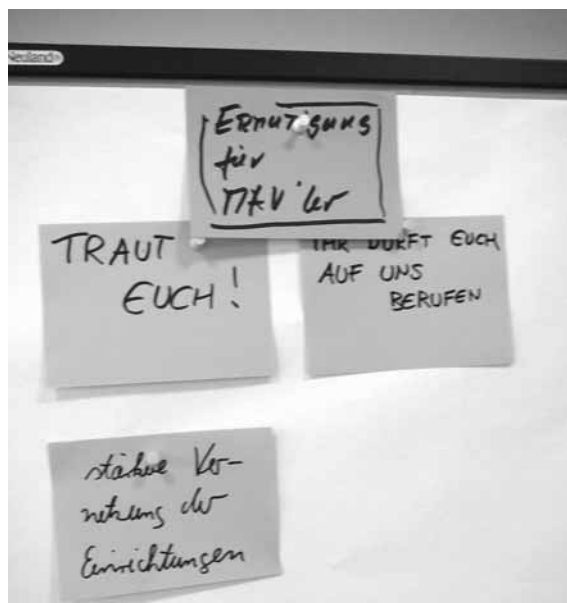 Neuland
Ermutigung
für
MAV'ler
TRAUT
EUCH!
IHR DÜRFT EUCH
AUF UNS
BERUFEN
stärkere Ver-
netzung der
Einrichtungen